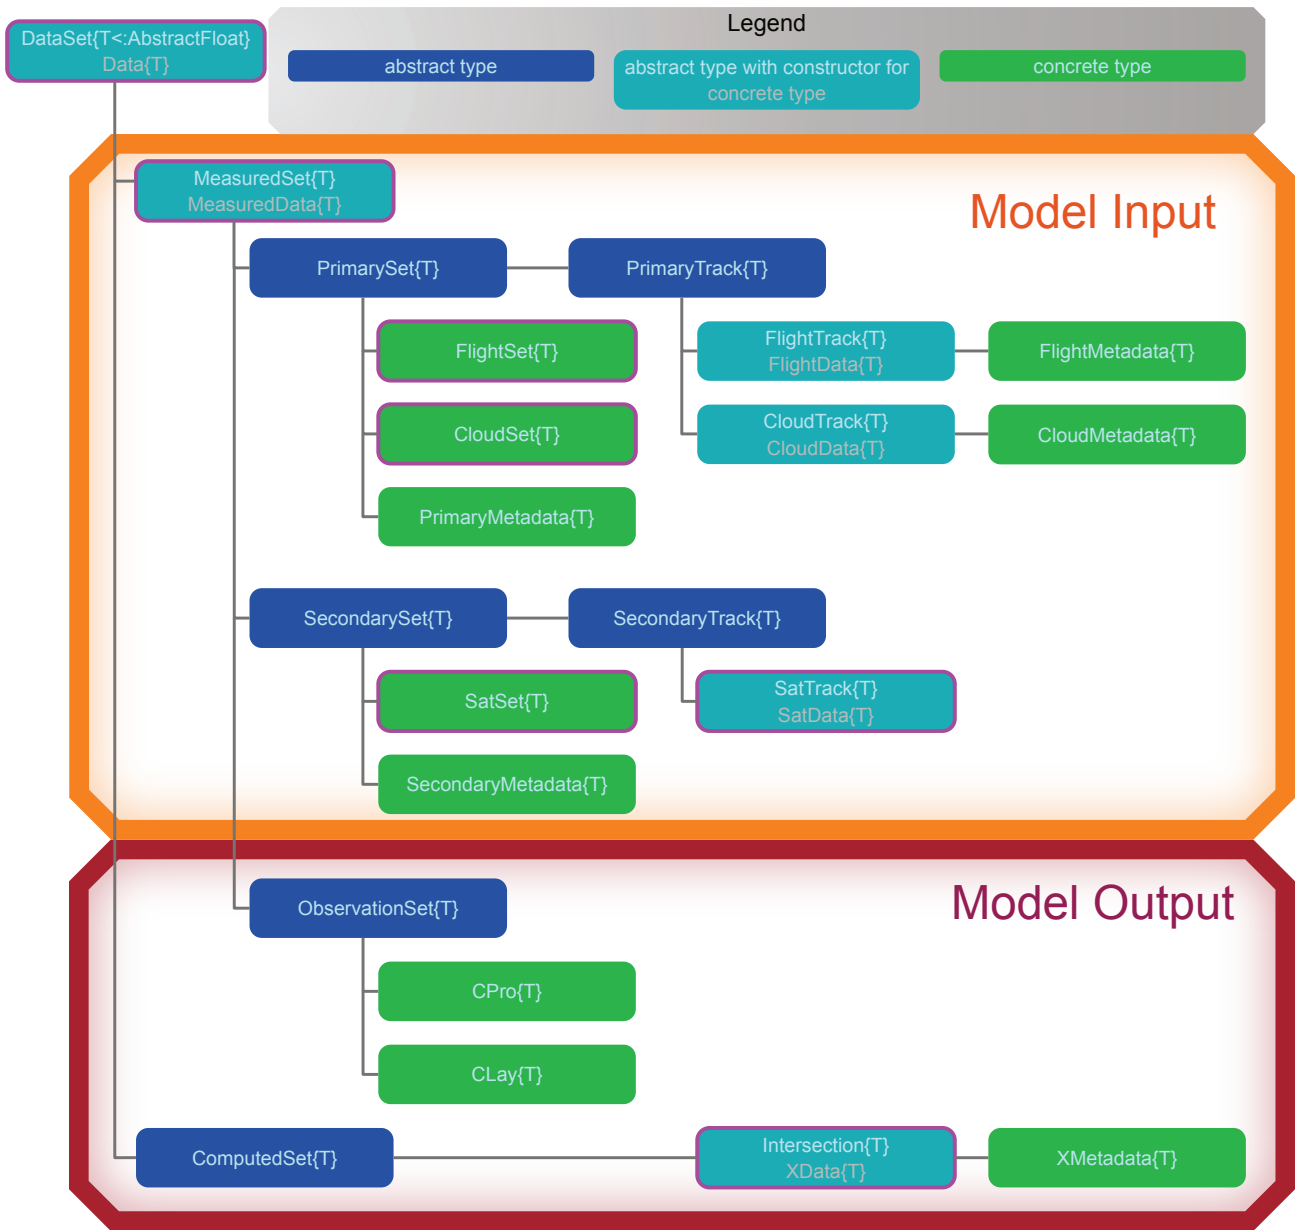 DataSet{T<:AbstractFloat}
Data{T}
Legend
abstract type
abstract type with constructor for
concrete type
concrete type
MeasuredSet{T}
MeasuredData{T}
Model Input
PrimarySet{T}
PrimaryTrack{T}
FlightSet{T}
FlightTrack{T}
FlightData{T}
FlightMetadata{T}
CloudSet{T}
CloudTrack{T}
CloudData{T}
CloudMetadata{T}
PrimaryMetadata{T}
SecondarySet{T}
SecondaryTrack{T}
SatSet{T}
SatTrack{T}
SatData{T}
SecondaryMetadata{T}
Model Output
ObservationSet{T}
CPro{T}
CLay{T}
ComputedSet{T}
Intersection{T}
XData{T}
XMetadata{T}